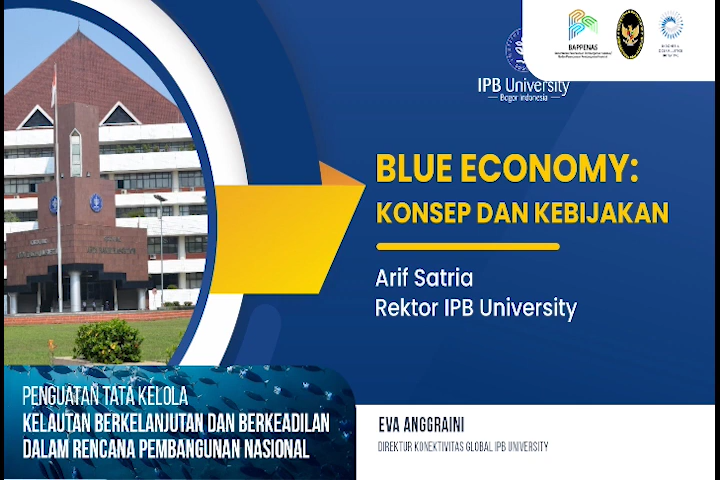 BAPPENAS
IPB University
Bogor Indonesia
BLUE ECONOMY:
KONSEP DAN KEBIJAKAN
Arif Satria
Rektor IPB University
PENGUATAN TATA KELOLA
KELAUTAN BERKELANJUTAN DAN BERKEADILAN
DALAM RENCANA PEMBANGUNAN NASIONAL
EVA ANGGRAINI
DIREKTUR KONEKTIVITAS GLOBAL IPB UNIVERSITY